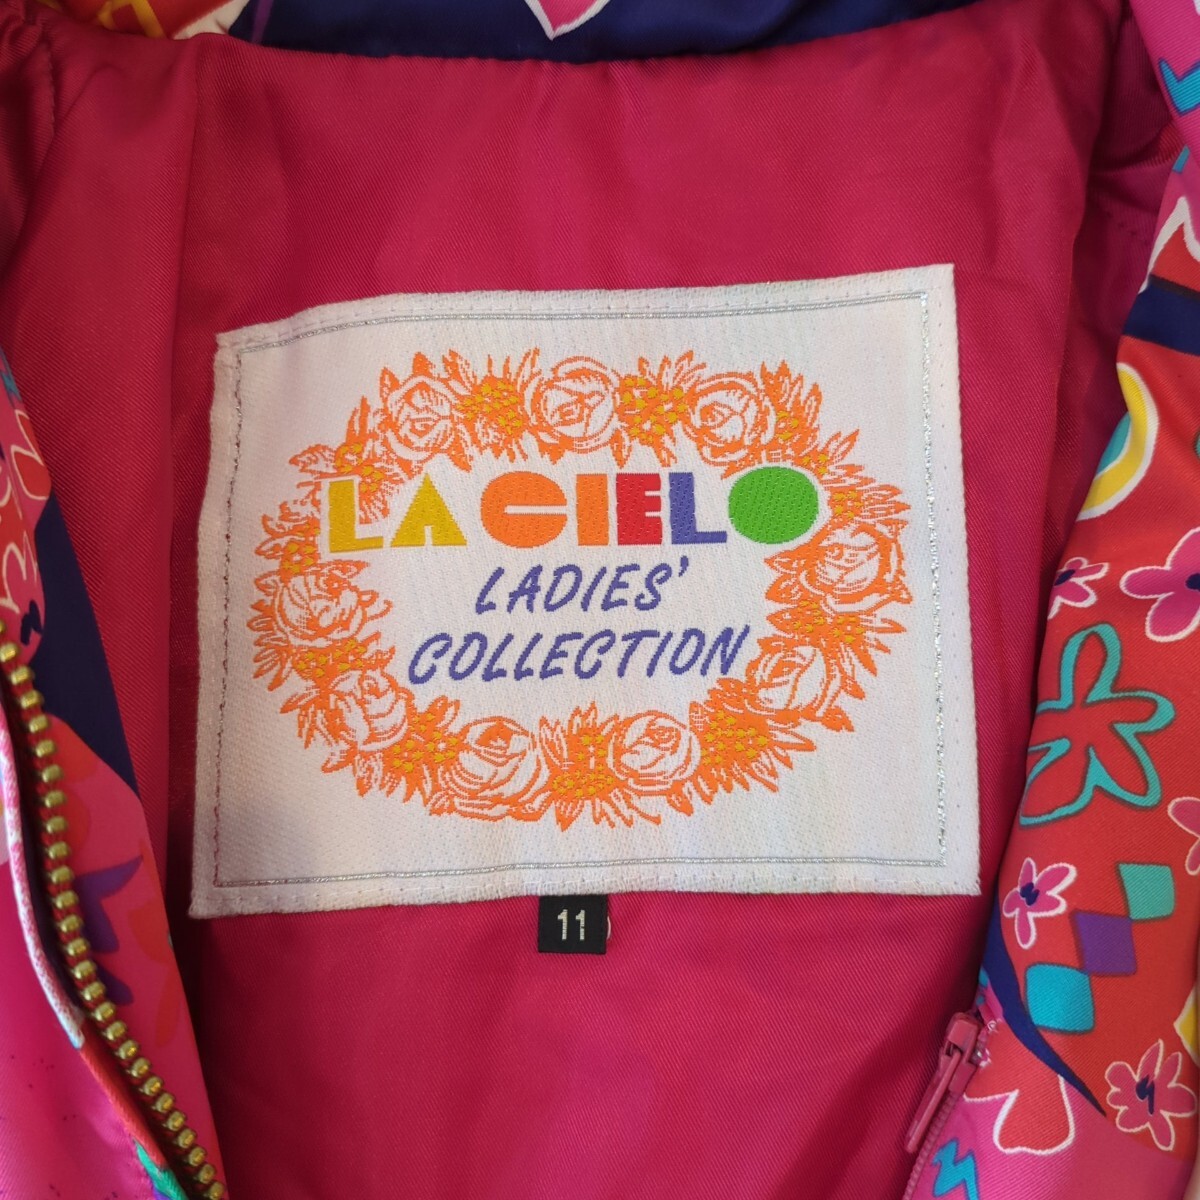 LA CIELO
LADIES'
COLLECTION
11